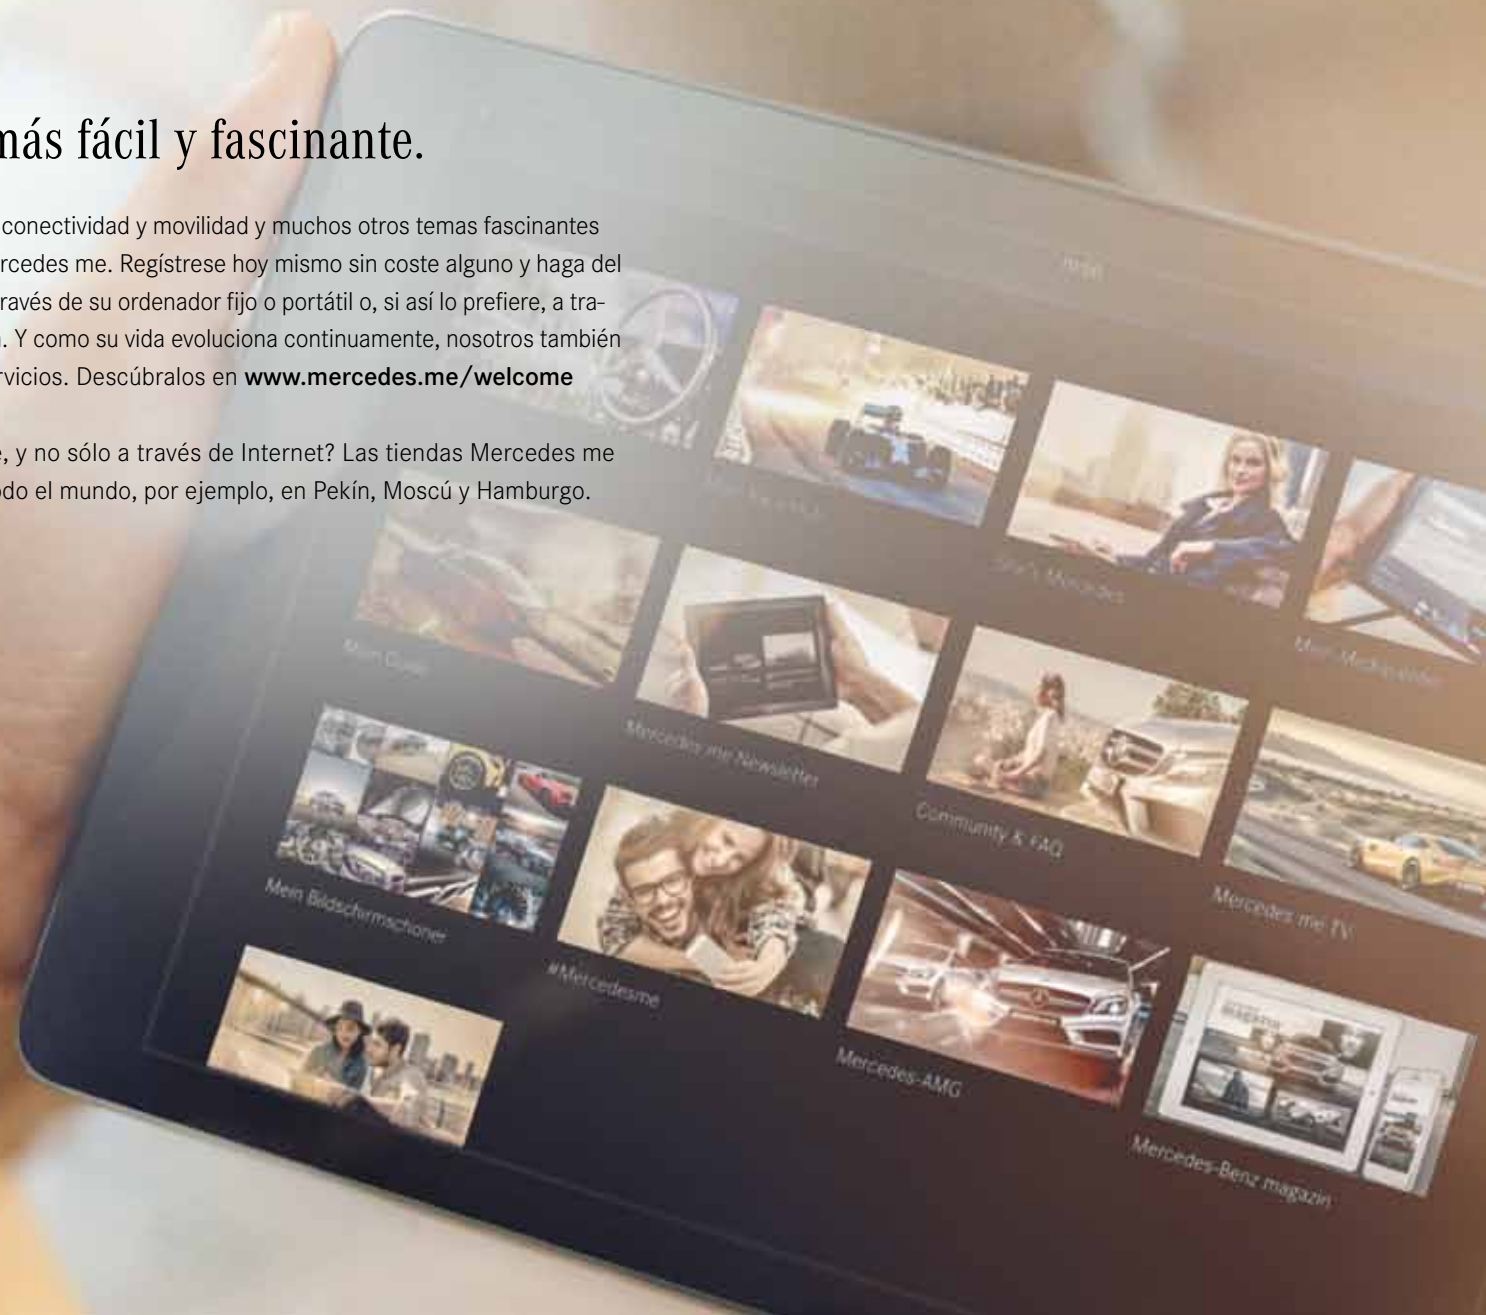 más fácil y fascinante.
conectividad y movilidad y muchos otros temas fascinantes
rcedes me. Regístrese hoy mismo sin coste alguno y haga del
ravés de su ordenador fijo o portátil o, si así lo prefiere, a tra-
. Y como su vida evoluciona continuamente, nosotros también
rvicios. Descúbralos en www.mercedes.me/welcome
, y no sólo a través de Internet? Las tiendas Mercedes me
odo el mundo, por ejemplo, en Pekín, Moscú y Hamburgo.
She's Mercedes
Mercedes me Newsletter
Community & FAQ
Mercedes me TV
Mein Bildschirmschoner
#Mercedesme
Mercedes-AMG
Mercedes-Benz magazin